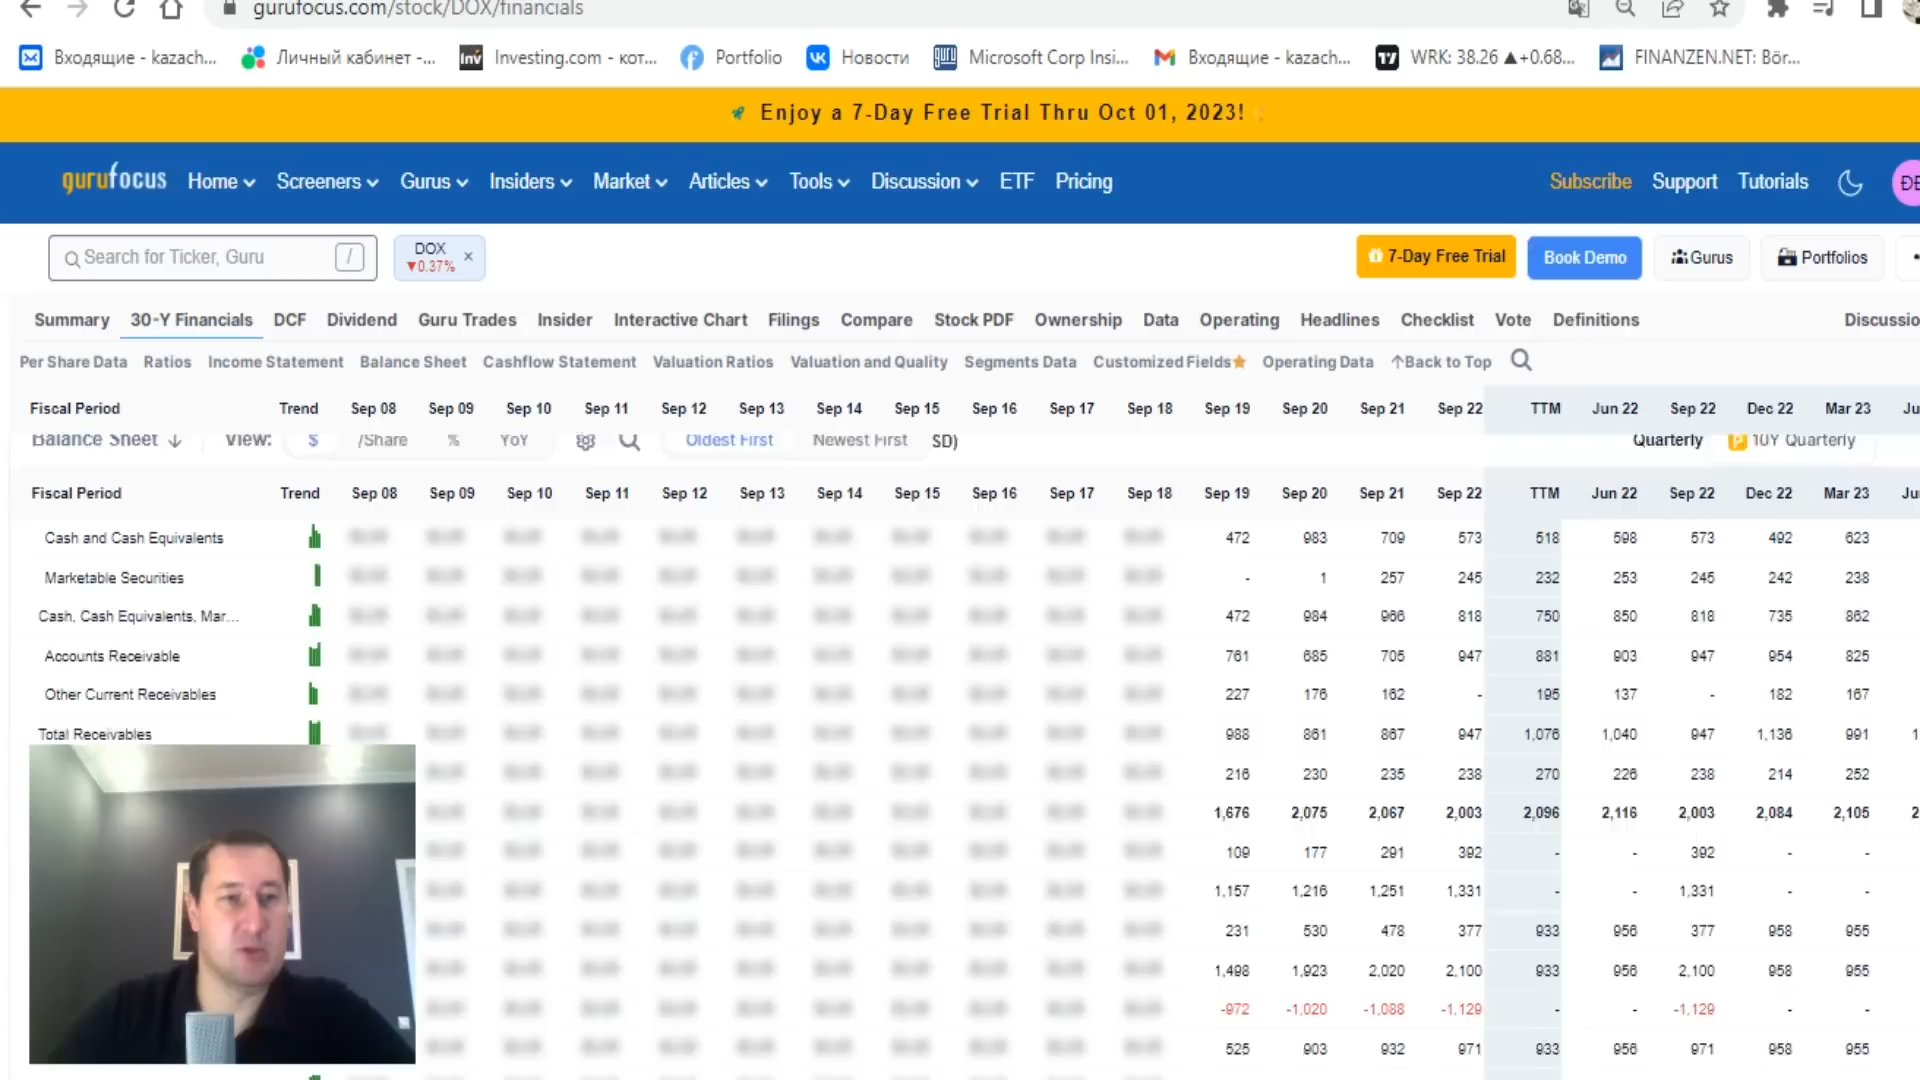 gurufocus.com/stock/DOX/financials
Входящие - kazach... Личный кабинет -... Investing.com - кот... Portfolio Новости Microsoft Corp Insi... Входящие - kazach... WRK: 38.26 ▲+0.68... FINANZEN.NET: Bör...
Enjoy a 7-Day Free Trial Thru Oct 01, 2023!
gurufocus Home Screeners Gurus Insiders Market Articles Tools Discussion ETF Pricing Subscribe Support Tutorials
Search for Ticker, Guru / DOX × 7-Day Free Trial Book Demo Gurus Portfolios
▼0.37%
Summary 30-Y Financials DCF Dividend Guru Trades Insider Interactive Chart Filings Compare Stock PDF Ownership Data Operating Headlines Checklist Vote Definitions Discussio
Per Share Data Ratios Income Statement Balance Sheet Cashflow Statement Valuation Ratios Valuation and Quality Segments Data Customized Fields Operating Data ↑Back to Top
Fiscal Period Trend Sep 08 Sep 09 Sep 10 Sep 11 Sep 12 Sep 13 Sep 14 Sep 15 Sep 16 Sep 17 Sep 18 Sep 19 Sep 20 Sep 21 Sep 22 TTM Jun 22 Sep 22 Dec 22 Mar 23 Ju
Balance Sheet ↓ View: $ /Share % YoY Oldest First Newest First SD) Quarterly P 10Y Quarterly
Fiscal Period Trend Sep 08 Sep 09 Sep 10 Sep 11 Sep 12 Sep 13 Sep 14 Sep 15 Sep 16 Sep 17 Sep 18 Sep 19 Sep 20 Sep 21 Sep 22 TTM Jun 22 Sep 22 Dec 22 Mar 23 Ju
Cash and Cash Equivalents 472 983 709 573 518 598 573 492 623
Marketable Securities - 1 257 245 232 253 245 242 238
Cash, Cash Equivalents, Mar... 472 984 966 818 750 850 818 735 862
Accounts Receivable 761 685 705 947 881 903 947 954 825
Other Current Receivables 227 176 162 - 195 137 - 182 167
Total Receivables 988 861 867 947 1,076 1,040 947 1,136 991 1
216 230 235 238 270 226 238 214 252
1,676 2,075 2,067 2,003 2,096 2,116 2,003 2,084 2,105 2
109 177 291 392 - - 392 - -
1,157 1,216 1,251 1,331 - - 1,331 - -
231 530 478 377 933 956 377 958 955
1,498 1,923 2,020 2,100 933 956 2,100 958 955
-972 -1,020 -1,088 -1,129 - - -1,129 - -
525 903 932 971 933 956 971 958 955